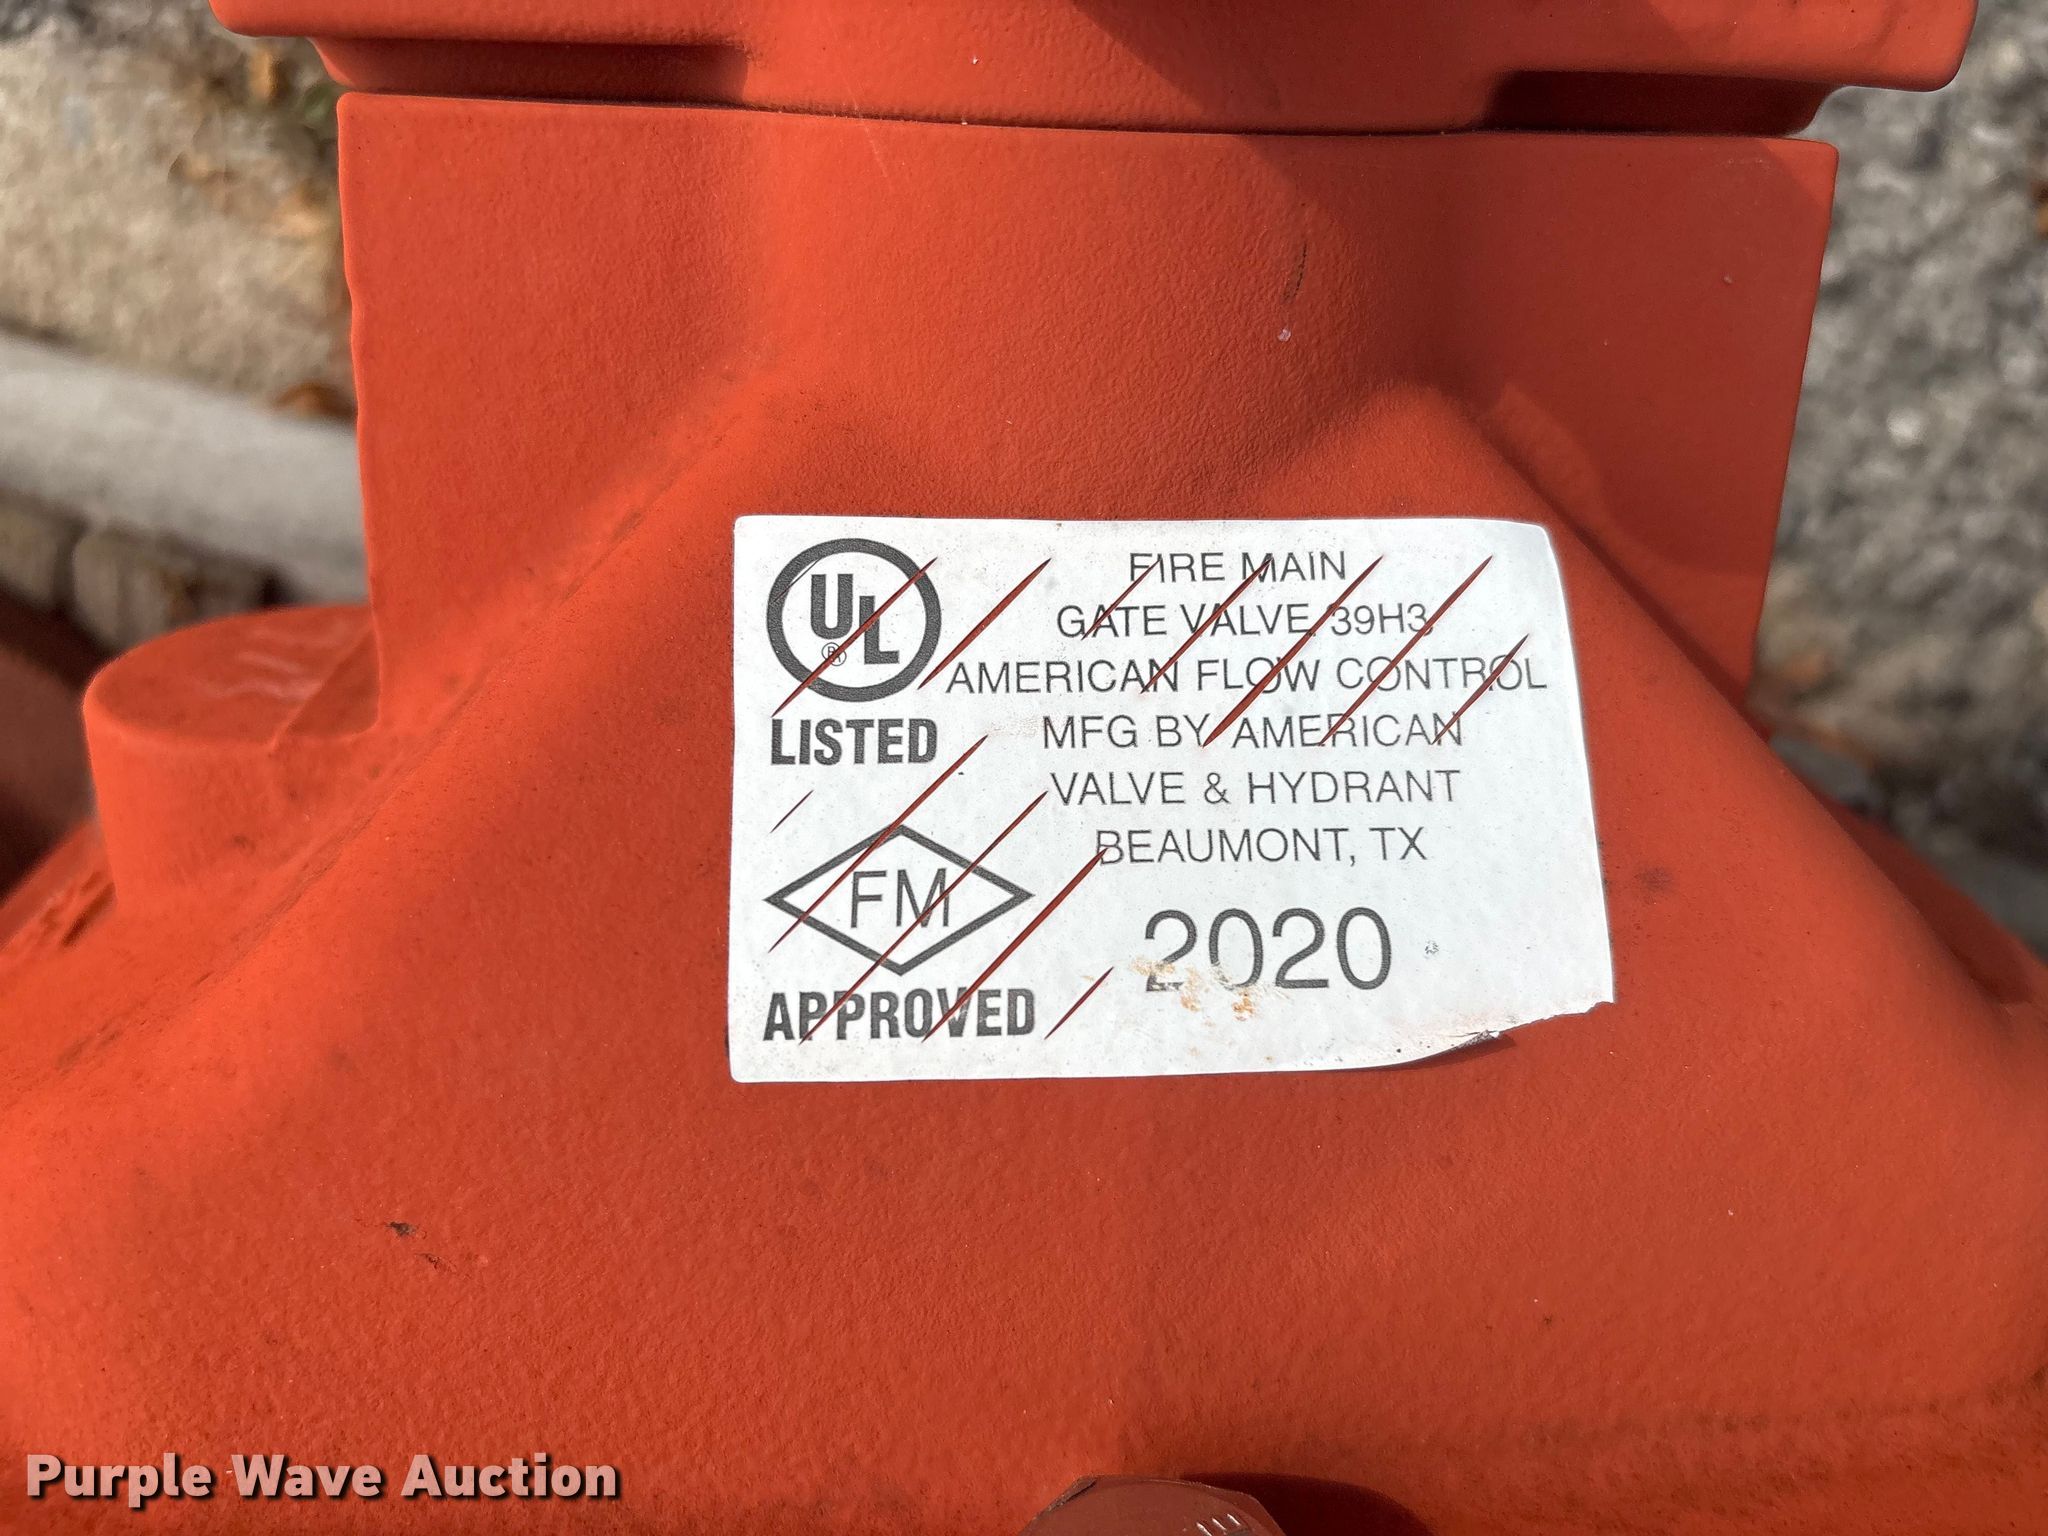 UL
®
LISTED
FM
APPROVED
FIRE MAIN
GATE VALVE 39H3
AMERICAN FLOW CONTROL
MFG BY AMERICAN
VALVE & HYDRANT
BEAUMONT, TX
2020
Purple Wave Auction